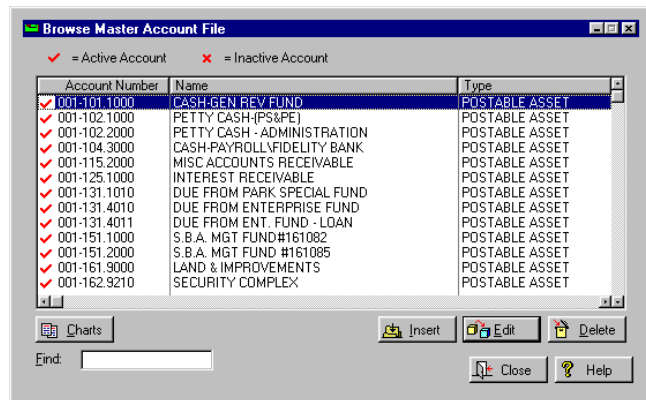 Browse Master Account File
= Active Account = Inactive Account
Account Number Name Type
001-101.1000 CASH-GEN REV FUND POSTABLE ASSET
001-102.1000 PETTY CASH-(PS&PE) POSTABLE ASSET
001-102.2000 PETTY CASH - ADMINISTRATION POSTABLE ASSET
001-104.3000 CASH-PAYROLL\FIDELITY BANK POSTABLE ASSET
001-115.2000 MISC ACCOUNTS RECEIVABLE POSTABLE ASSET
001-125.1000 INTEREST RECEIVABLE POSTABLE ASSET
001-131.1010 DUE FROM PARK SPECIAL FUND POSTABLE ASSET
001-131.4010 DUE FROM ENTERPRISE FUND POSTABLE ASSET
001-131.4011 DUE FROM ENT. FUND - LOAN POSTABLE ASSET
001-151.1000 S.B.A. MGT FUND#161082 POSTABLE ASSET
001-151.2000 S.B.A. MGT FUND #161085 POSTABLE ASSET
001-161.9000 LAND & IMPROVEMENTS POSTABLE ASSET
001-162.9210 SECURITY COMPLEX POSTABLE ASSET
Charts Insert Edit Delete
Find:
Close Help